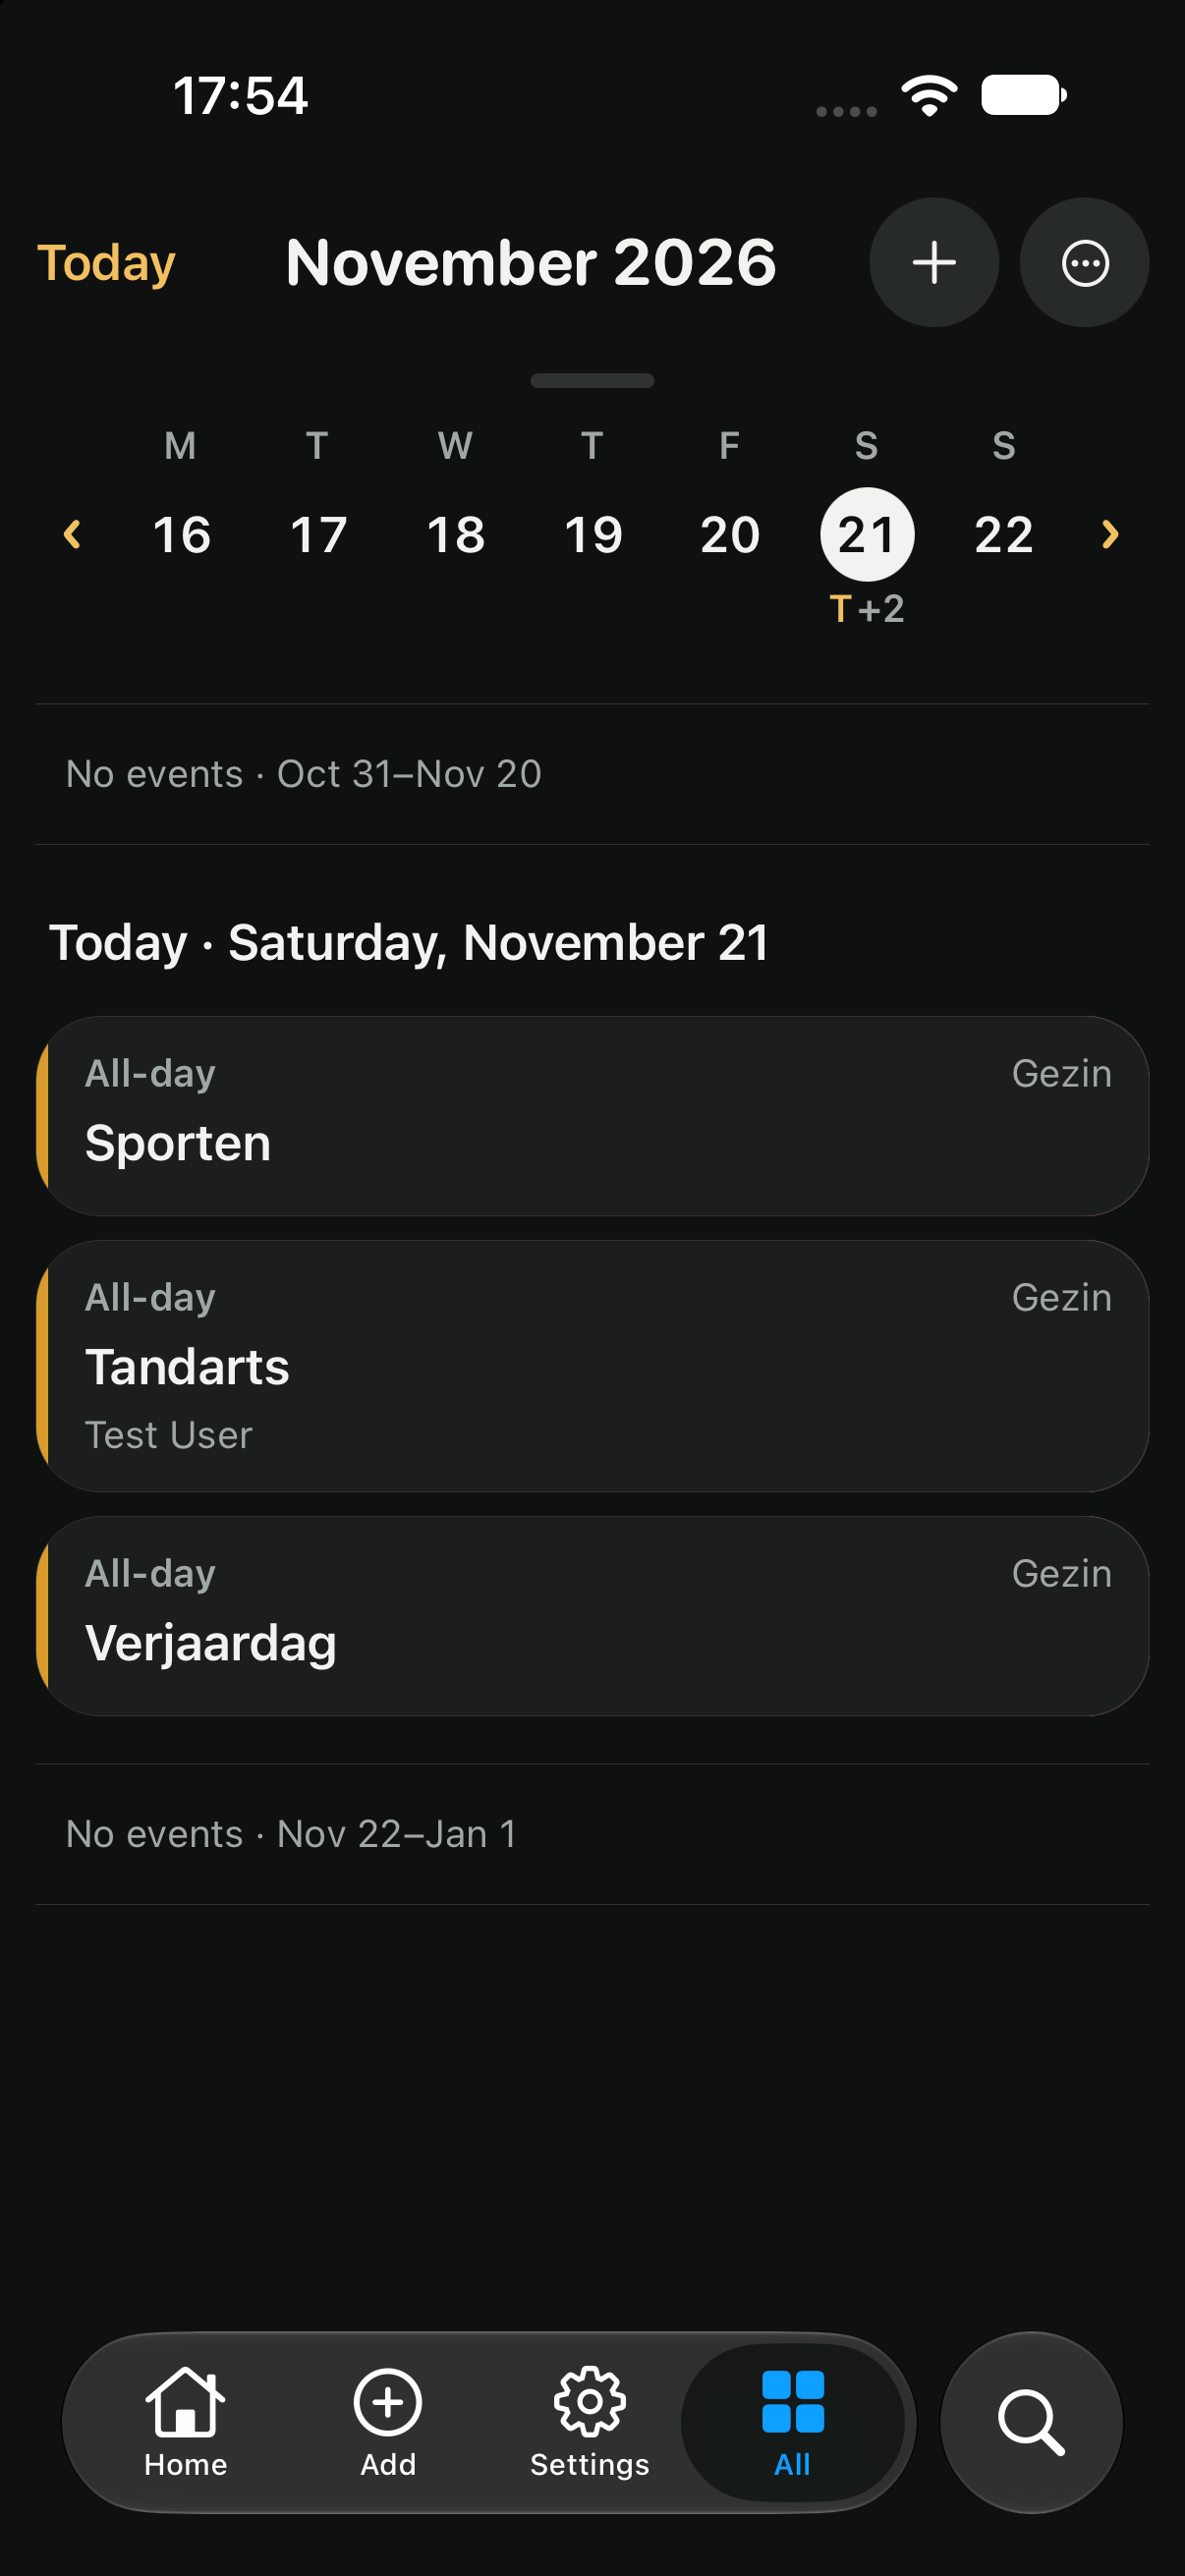 17:54
Today November 2026
M T W T F S S
16 17 18 19 20 21 22
T+2
No events · Oct 31–Nov 20
Today · Saturday, November 21
All-day Gezin
Sporten
All-day Gezin
Tandarts
Test User
All-day Gezin
Verjaardag
No events · Nov 22–Jan 1
Home Add Settings All